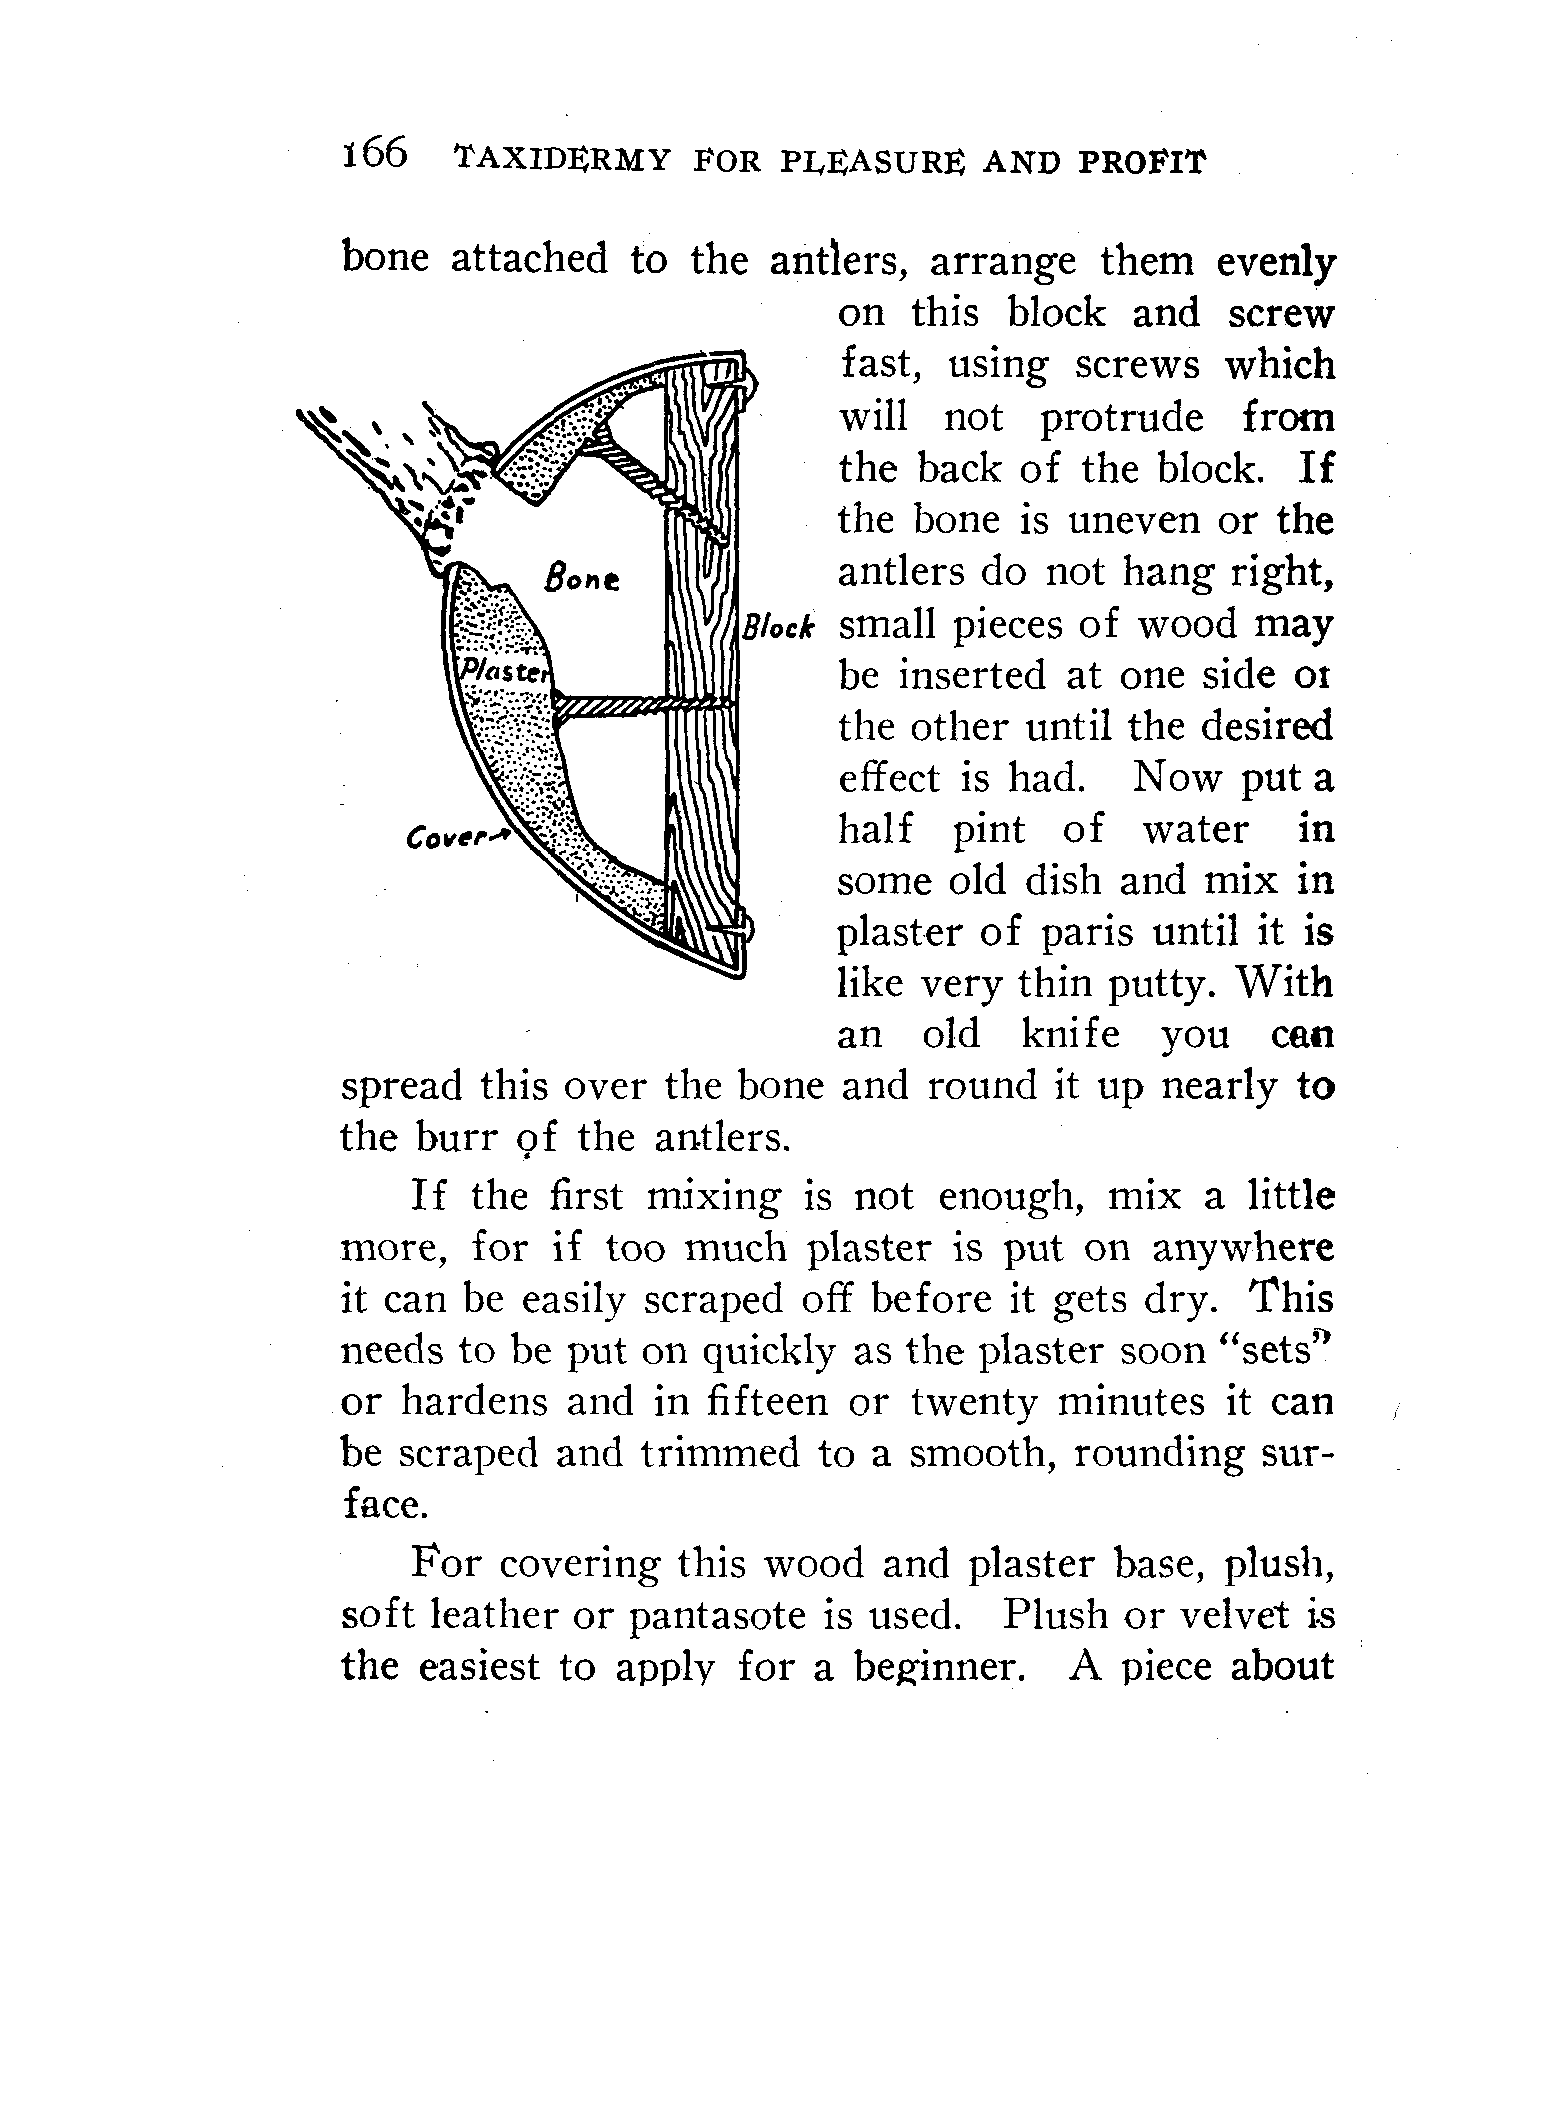 166 TAXIDERMY FOR PLEASURE AND PROFIT
bone attached to the antlers, arrange them evenly
on this block and screw
fast, using screws which
will not protrude from
the back of the block. If
the bone is uneven or the
antlers do not hang right,
small pieces of wood may
be inserted at one side or
the other until the desired
effect is had. Now put a
half pint of water in
some old dish and mix in
plaster of paris until it is
like very thin putty. With
an old knife you can
spread this over the bone and round it up nearly to
the burr of the antlers.
Bone
Block
Plaster
Cover
If the first mixing is not enough, mix a little
more, for if too much plaster is put on anywhere
it can be easily scraped off before it gets dry. This
needs to be put on quickly as the plaster soon "sets"
or hardens and in fifteen or twenty minutes it can
be scraped and trimmed to a smooth, rounding sur-
face.
For covering this wood and plaster base, plush,
soft leather or pantasote is used. Plush or velvet is
the easiest to apply for a beginner. A piece about